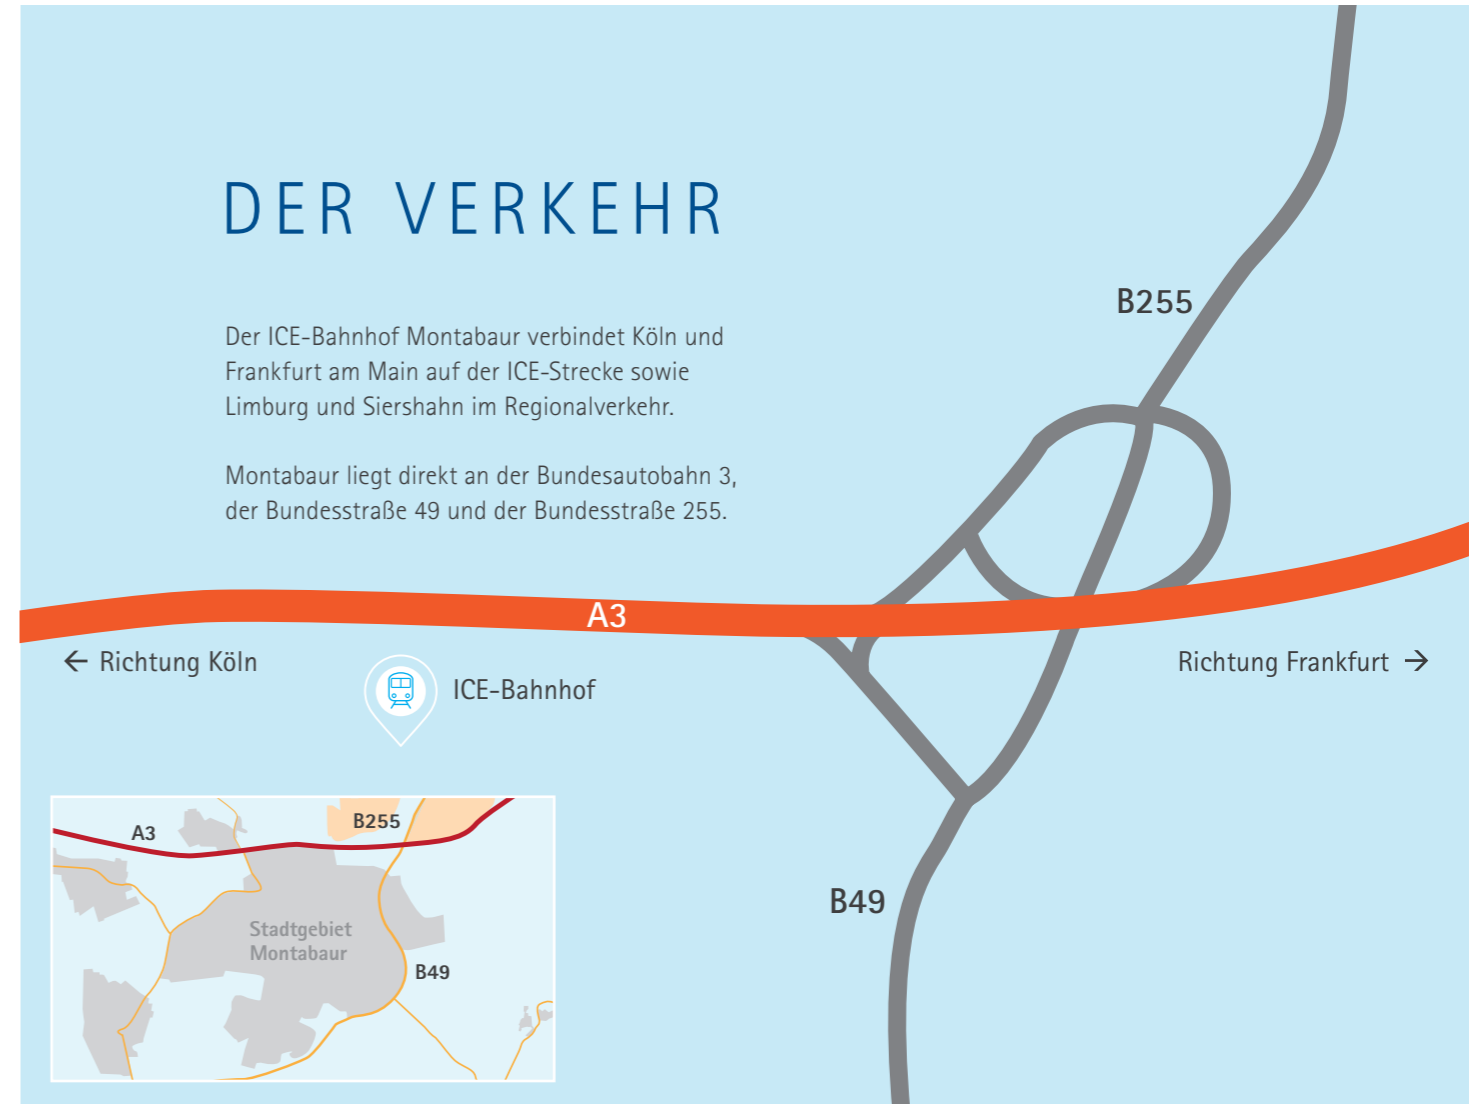 DER VERKEHR
Der ICE-Bahnhof Montabaur verbindet Köln und
Frankfurt am Main auf der ICE-Strecke sowie
Limburg und Siershahn im Regionalverkehr.
Montabaur liegt direkt an der Bundesautobahn 3,
der Bundesstraße 49 und der Bundesstraße 255.
B255
A3
← Richtung Köln
Richtung Frankfurt →
ICE-Bahnhof
B49
A3
B255
Stadtgebiet
Montabaur
B49